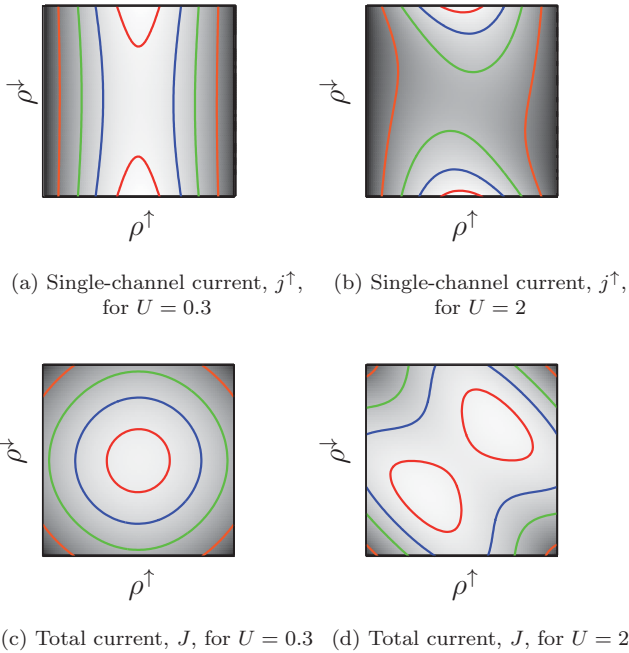 ρ↓
ρ↓
ρ↑
ρ↑
(a) Single-channel current, j↑,
for U = 0.3
(b) Single-channel current, j↑,
for U = 2
ρ↓
ρ↓
ρ↑
ρ↑
(c) Total current, J, for U = 0.3
(d) Total current, J, for U = 2